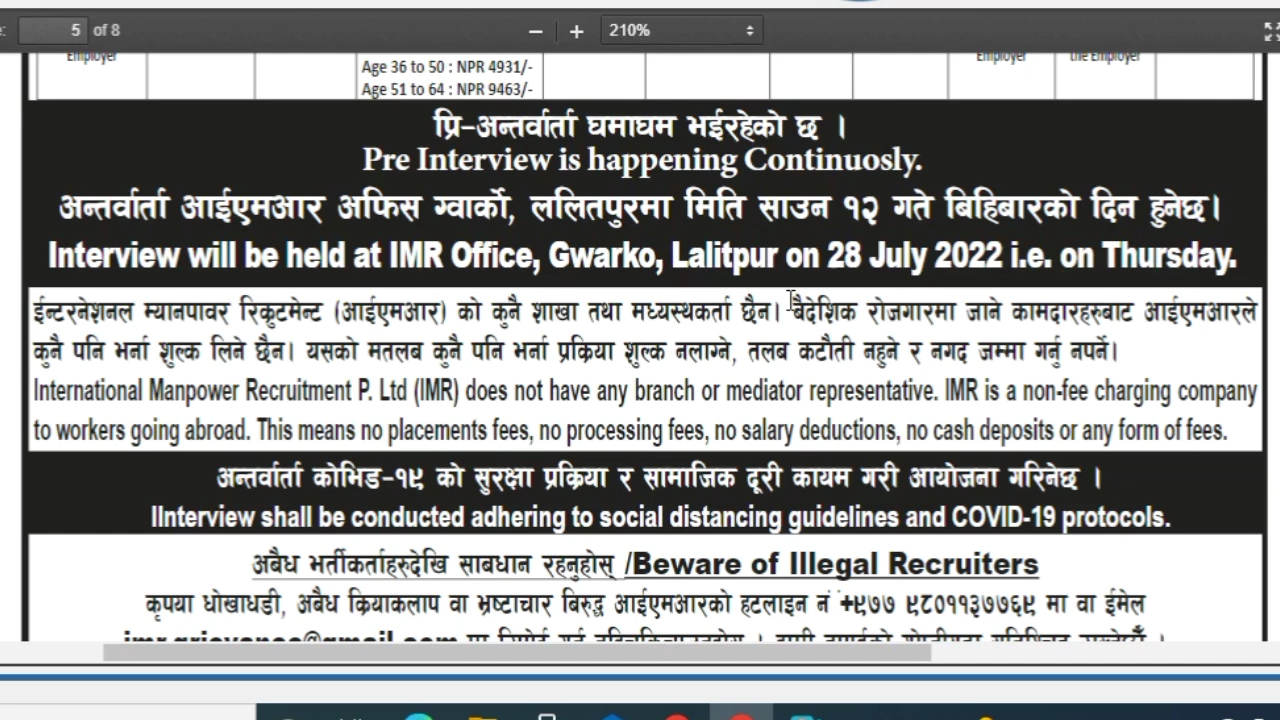 5 of 8
210%
Employer
Age 36 to 50 : NPR 4931/-
Employer
the Employer
Age 51 to 64 : NPR 9463/-
प्रि-अन्तर्वार्ता घमाघम भईरहेको छ ।
Pre Interview is happening Continuosly.
अन्तर्वार्ता आईएमआर अफिस ग्वार्को, ललितपुरमा मिति साउन १२ गते बिहिबारको दिन हुनेछ।
Interview will be held at IMR Office, Gwarko, Lalitpur on 28 July 2022 i.e. on Thursday.
ईन्टरनेशनल म्यानपावर रिक्रुटमेन्ट (आईएमआर) को कुनै शाखा तथा मध्यस्थकर्ता छैन। बैदेशिक रोजगारमा जाने कामदारहरुबाट आईएमआरले
कुनै पनि भर्ना शुल्क लिने छैन। यसको मतलब कुनै पनि भर्ना प्रक्रिया शुल्क नलाग्ने, तलब कटौती नहुने र नगद जम्मा गर्नु नपर्ने।
International Manpower Recruitment P. Ltd (IMR) does not have any branch or mediator representative. IMR is a non-fee charging company
to workers going abroad. This means no placements fees, no processing fees, no salary deductions, no cash deposits or any form of fees.
अन्तर्वार्ता कोभिड-१९ को सुरक्षा प्रक्रिया र सामाजिक दूरी कायम गरी आयोजना गरिनेछ ।
IInterview shall be conducted adhering to social distancing guidelines and COVID-19 protocols.
अबैध भर्तीकर्ताहरुदेखि साबधान रहनुहोस् /Beware of Illegal Recruiters
कृपया धोखाधडी, अबैध क्रियाकलाप वा भ्रष्टाचार बिरुद्ध आईएमआरको हटलाइन नं +९७७ ९८०११३७७६९ मा वा ईमेल
imr.grievance@gmail.com मा